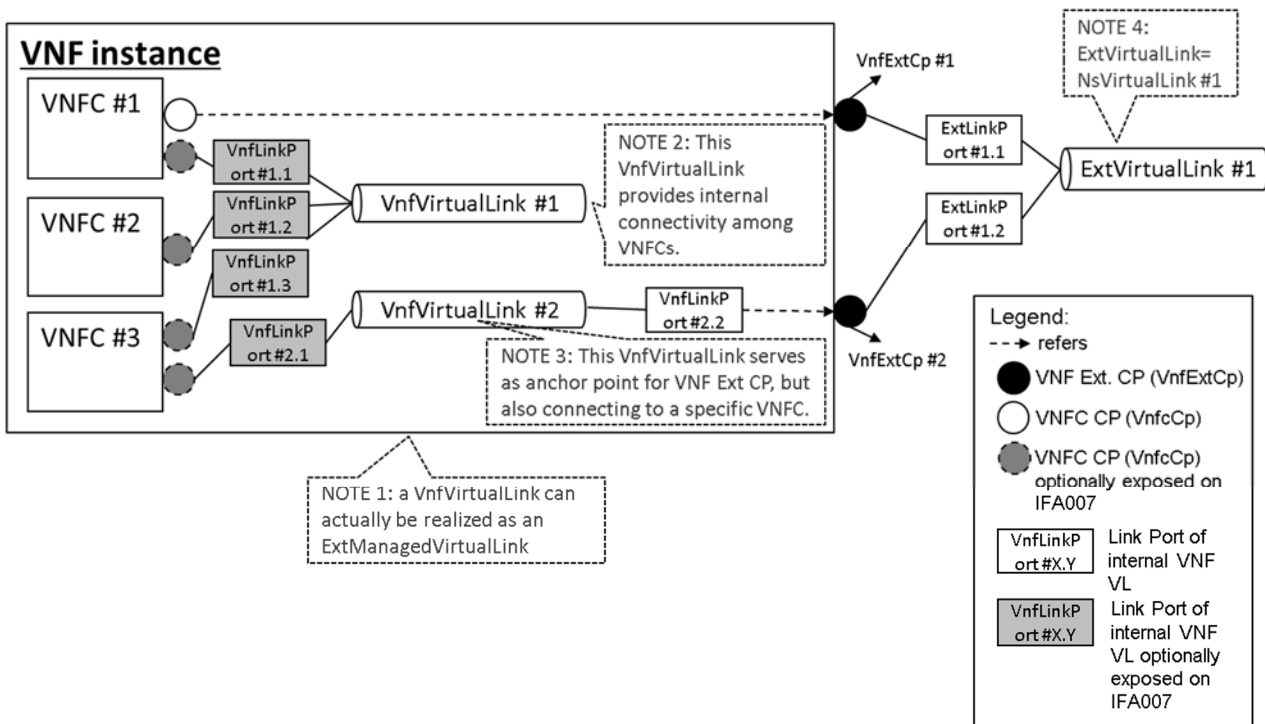 VNF instance
VNFC #1
VNFC #2
VNFC #3
VnfLinkP
ort #1.1
VnfLinkP
ort #1.2
VnfLinkP
ort #1.3
VnfLinkP
ort #2.1
VnfVirtualLink #1
VnfVirtualLink #2
NOTE 2: This
VnfVirtualLink
provides internal
connectivity among
VNFCs.
VnfLinkP
ort #2.2
NOTE 3: This VnfVirtualLink serves
as anchor point for VNF Ext CP, but
also connecting to a specific VNFC.
NOTE 1: a VnfVirtualLink can
actually be realized as an
ExtManagedVirtualLink
VnfExtCp #1
VnfExtCp #2
ExtLinkP
ort #1.1
ExtLinkP
ort #1.2
NOTE 4:
ExtVirtualLink=
NsVirtualLink #1
ExtVirtualLink #1
Legend:
refers
VNF Ext. CP (VnfExtCp)
VNFC CP (VnfcCp)
VNFC CP (VnfcCp)
optionally exposed on
IFA007
VnfLinkP
ort #X.Y
Link Port of
internal VNF
VL
VnfLinkP
ort #X.Y
Link Port of
internal VNF
VL optionally
exposed on
IFA007